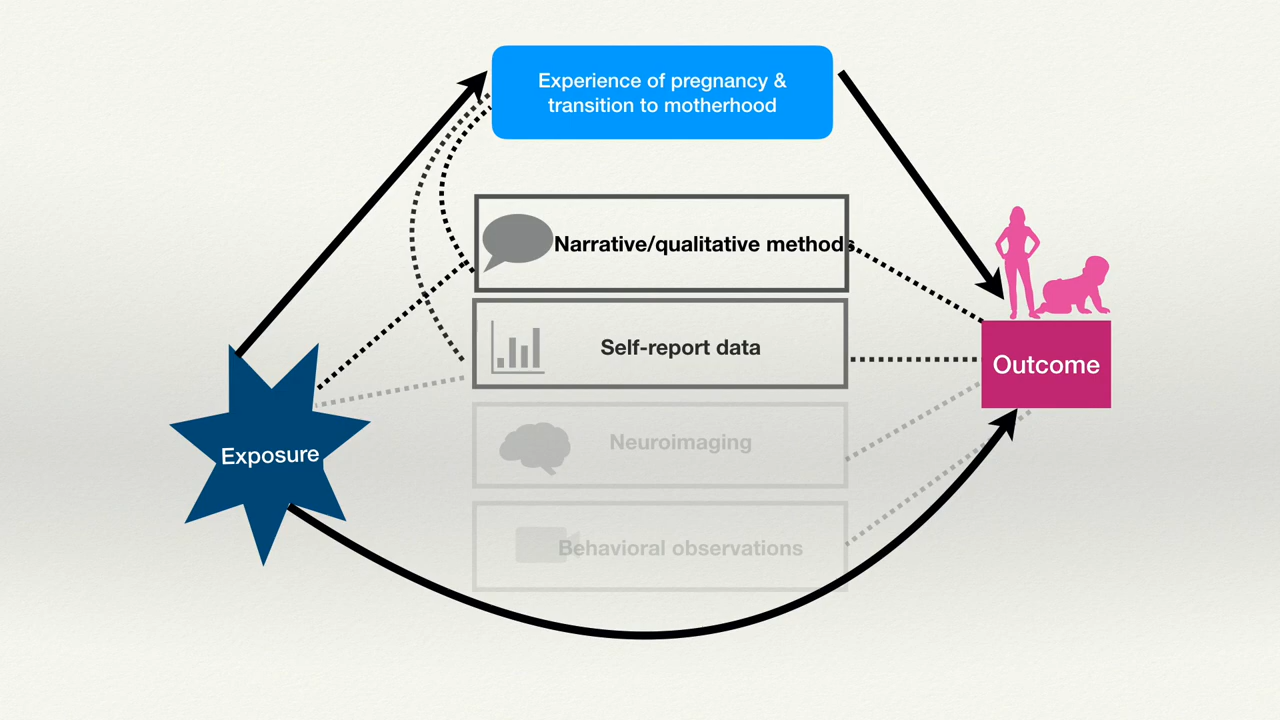 Experience of pregnancy &
transition to motherhood
Narrative/qualitative methods
Self-report data
Outcome
Neuroimaging
Exposure
Behavioral observations